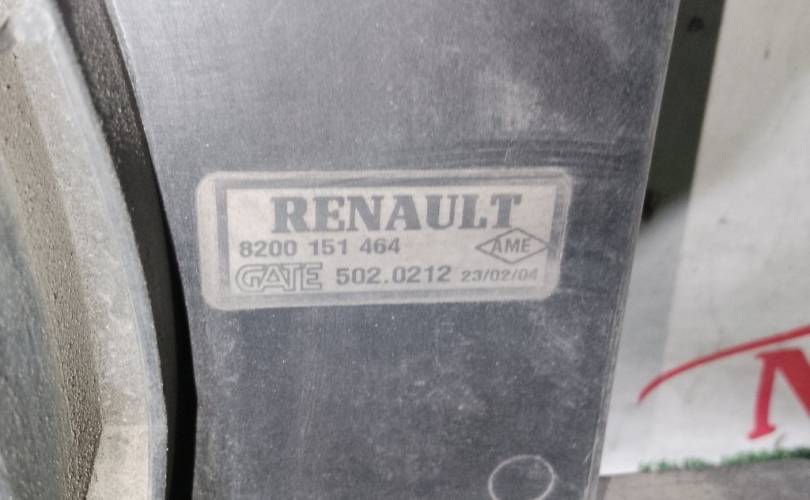 RENAULT
8200 151 464 AME
GATE 502.0212 23/02/04